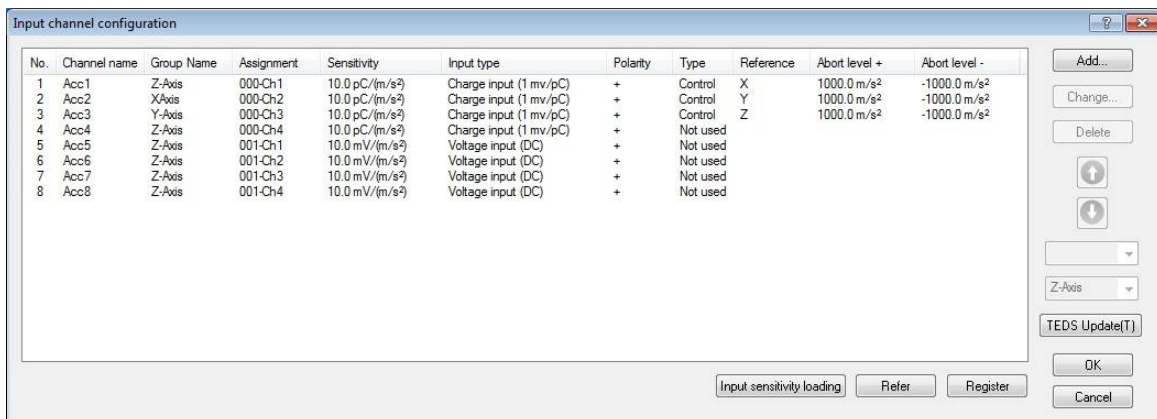 Input channel configuration
No. Channel name Group Name Assignment Sensitivity Input type Polarity Type Reference Abort level + Abort level -
1 Acc1 Z-Axis 000-Ch1 10.0 pC/(m/s²) Charge input (1 mv/pC) + Control X 1000.0 m/s² -1000.0 m/s²
2 Acc2 XAxis 000-Ch2 10.0 pC/(m/s²) Charge input (1 mv/pC) + Control Y 1000.0 m/s² -1000.0 m/s²
3 Acc3 Y-Axis 000-Ch3 10.0 pC/(m/s²) Charge input (1 mv/pC) + Control Z 1000.0 m/s² -1000.0 m/s²
4 Acc4 Z-Axis 000-Ch4 10.0 pC/(m/s²) Charge input (1 mv/pC) + Not used
5 Acc5 Z-Axis 001-Ch1 10.0 mV/(m/s²) Voltage input (DC) + Not used
6 Acc6 Z-Axis 001-Ch2 10.0 mV/(m/s²) Voltage input (DC) + Not used
7 Acc7 Z-Axis 001-Ch3 10.0 mV/(m/s²) Voltage input (DC) + Not used
8 Acc8 Z-Axis 001-Ch4 10.0 mV/(m/s²) Voltage input (DC) + Not used
Add...
Change...
Delete
Z-Axis
TEDS Update(T)
OK
Cancel
Input sensitivity loading Refer Register